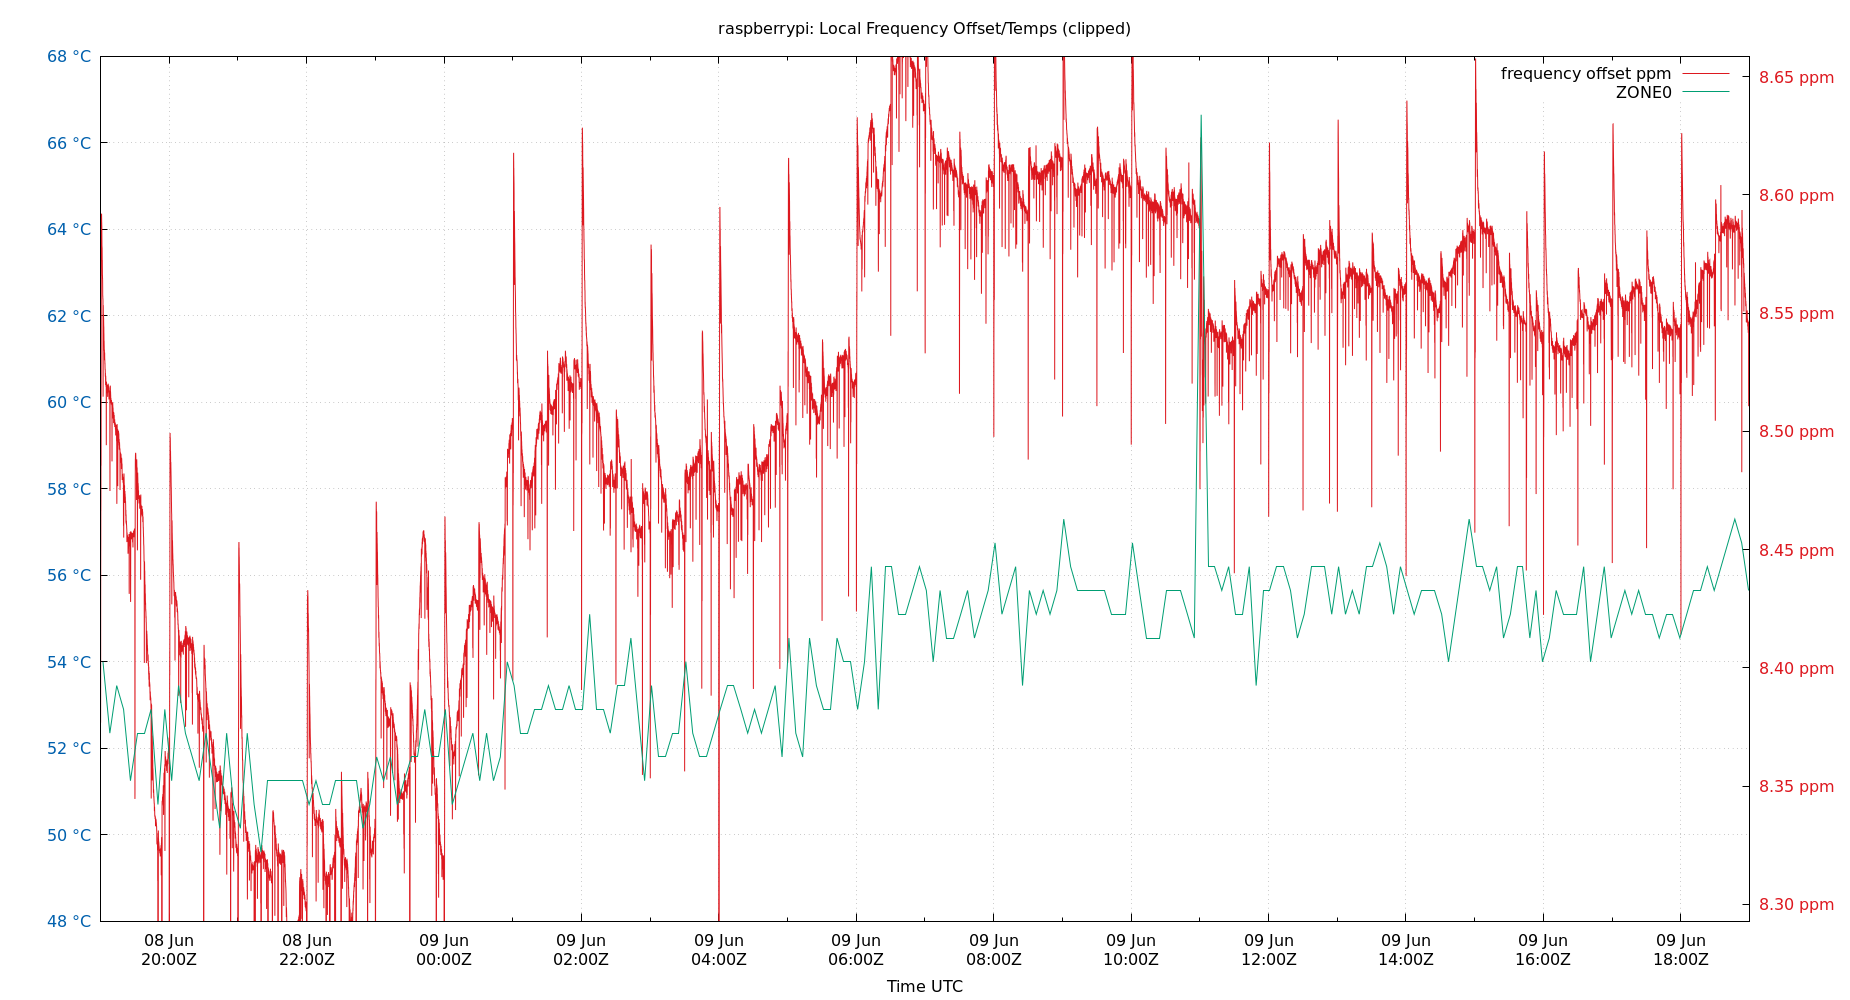 raspberrypi: Local Frequency Offset/Temps (clipped)
68 °C
66 °C
64 °C
62 °C
60 °C
58 °C
56 °C
54 °C
52 °C
50 °C
48 °C
frequency offset ppm
ZONE0
8.65 ppm
8.60 ppm
8.55 ppm
8.50 ppm
8.45 ppm
8.40 ppm
8.35 ppm
8.30 ppm
08 Jun
20:00Z
08 Jun
22:00Z
09 Jun
00:00Z
09 Jun
02:00Z
09 Jun
04:00Z
09 Jun
06:00Z
09 Jun
08:00Z
09 Jun
10:00Z
09 Jun
12:00Z
09 Jun
14:00Z
09 Jun
16:00Z
09 Jun
18:00Z
Time UTC